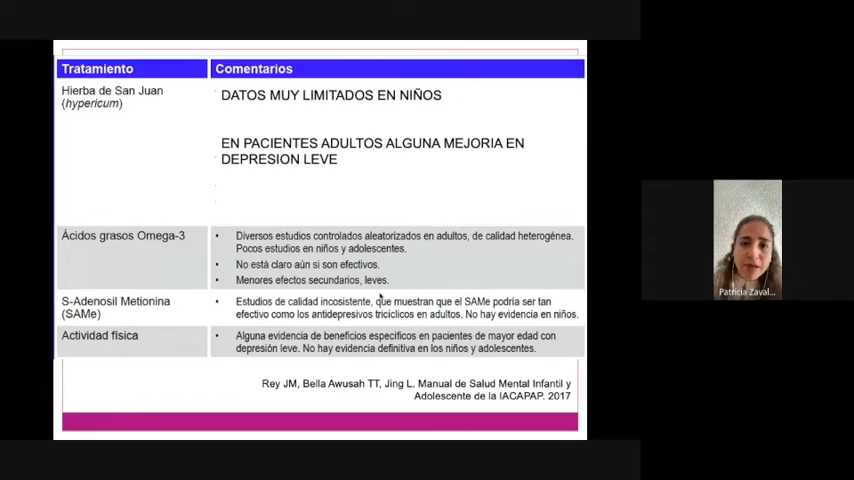 Tratamiento
Comentarios
Hierba de San Juan
(hypericum)
DATOS MUY LIMITADOS EN NIÑOS
EN PACIENTES ADULTOS ALGUNA MEJORIA EN
DEPRESION LEVE
Ácidos grasos Omega-3
• Diversos estudios controlados aleatorizados en adultos, de calidad heterogénea.
Pocos estudios en niños y adolescentes.
• No está claro aún si son efectivos.
• Menores efectos secundarios, leves.
S-Adenosil Metionina
(SAMe)
• Estudios de calidad incosistente, que muestran que el SAMe podria ser tan
efectivo como los antidepresivos triciclicos en adultos. No hay evidencia en niños.
Actividad física
• Alguna evidencia de beneficios especificos en pacientes de mayor edad con
depresión leve. No hay evidencia definitiva en los niños y adolescentes.
Rey JM, Bella Awusah TT, Jing L. Manual de Salud Mental Infantil y
Adolescente de la IACAPAP. 2017
Patricia Zaval...